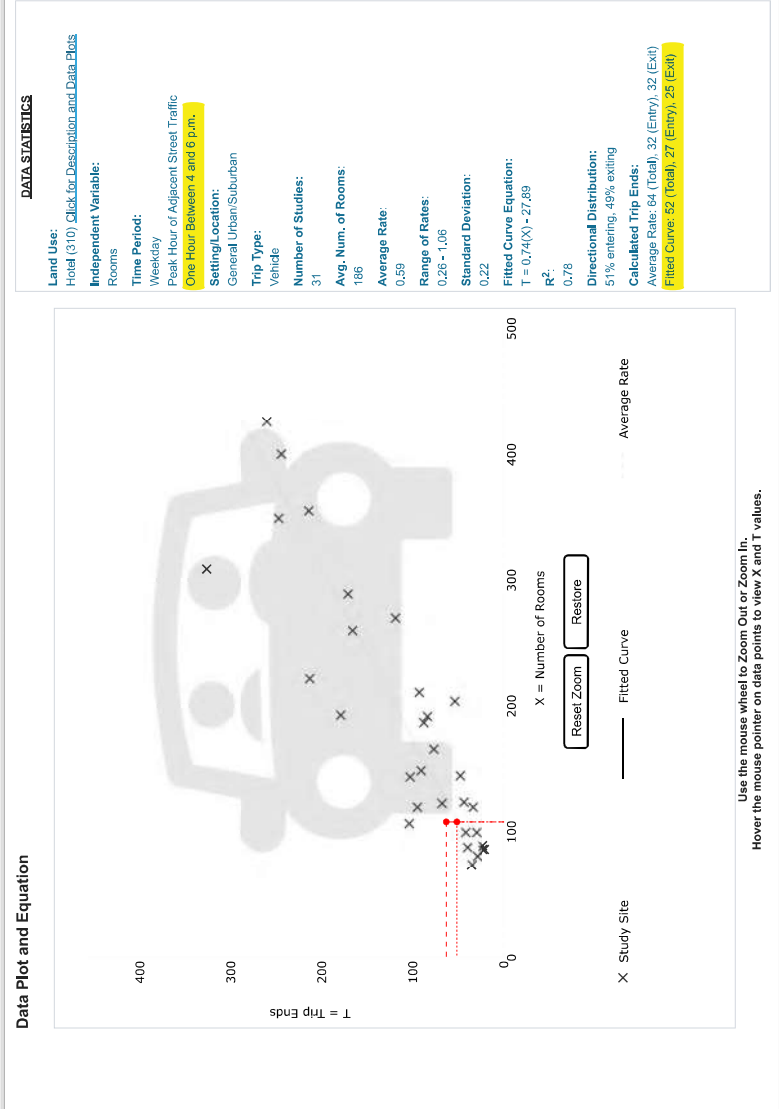 Data Plot and Equation
DATA STATISTICS
Land Use:
Hotel (310) Click for Description and Data Plots
Independent Variable:
Rooms
Time Period:
Weekday
Peak Hour of Adjacent Street Traffic
One Hour Between 4 and 6 p.m.
Setting/Location:
General Urban/Suburban
Trip Type:
Vehicle
Number of Studies:
31
Avg. Num. of Rooms:
186
Average Rate:
0.59
Range of Rates:
0.26 - 1.06
Standard Deviation:
0.22
Fitted Curve Equation:
T = 0.74(X) - 27.89
R²:
0.78
Directional Distribution:
51% entering, 49% exiting
Calculated Trip Ends:
Average Rate: 64 (Total), 32 (Entry), 32 (Exit)
Fitted Curve: 52 (Total), 27 (Entry), 25 (Exit)
T = Trip Ends
400
300
200
100
0
0 100 200 300 400 500
X = Number of Rooms
Reset Zoom Restore
Study Site Fitted Curve Average Rate
Use the mouse wheel to Zoom Out or Zoom In.
Hover the mouse pointer on data points to view X and T values.